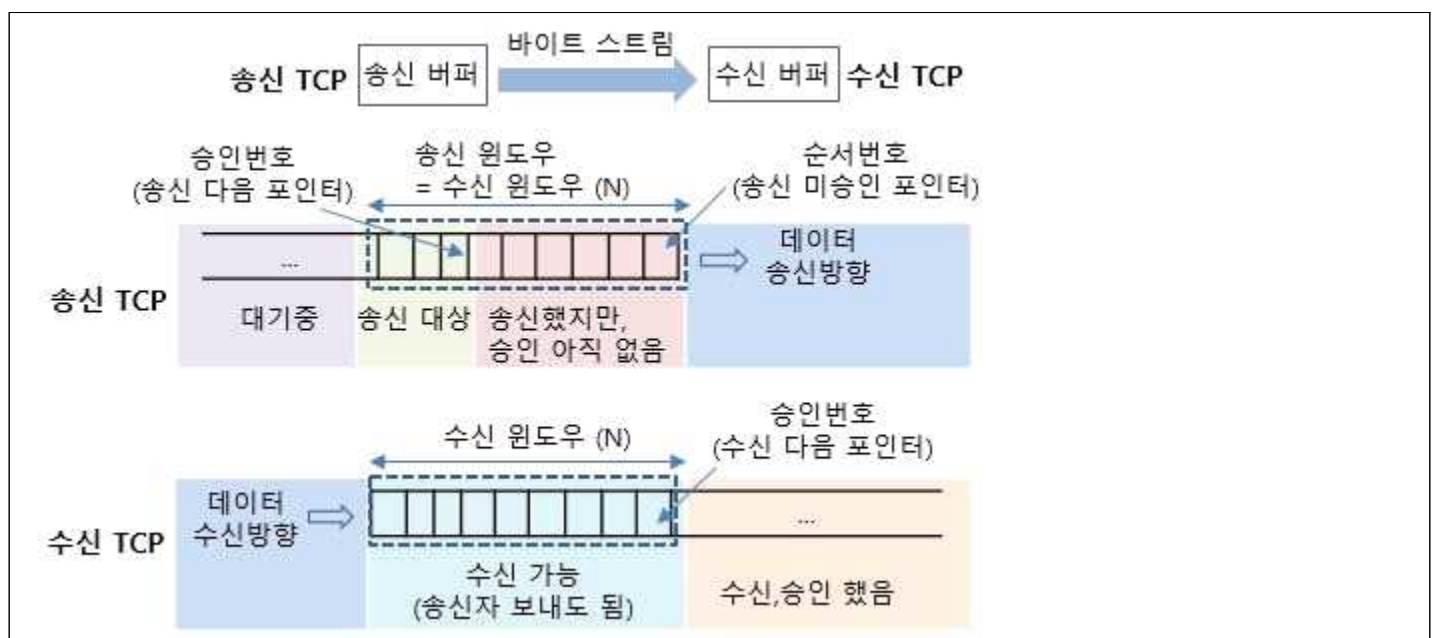 바이트 스트림
송신 TCP 송신 버퍼 수신 버퍼 수신 TCP
승인번호
(송신 다음 포인터)
송신 윈도우
= 수신 윈도우 (N)
순서번호
(송신 미승인 포인터)
...
데이터
송신방향
송신 TCP
대기중
송신 대상
송신했지만,
승인 아직 없음
수신 윈도우 (N)
승인번호
(수신 다음 포인터)
데이터
수신방향
...
수신 TCP
수신 가능
(송신자 보내도 됨)
수신,승인 했음